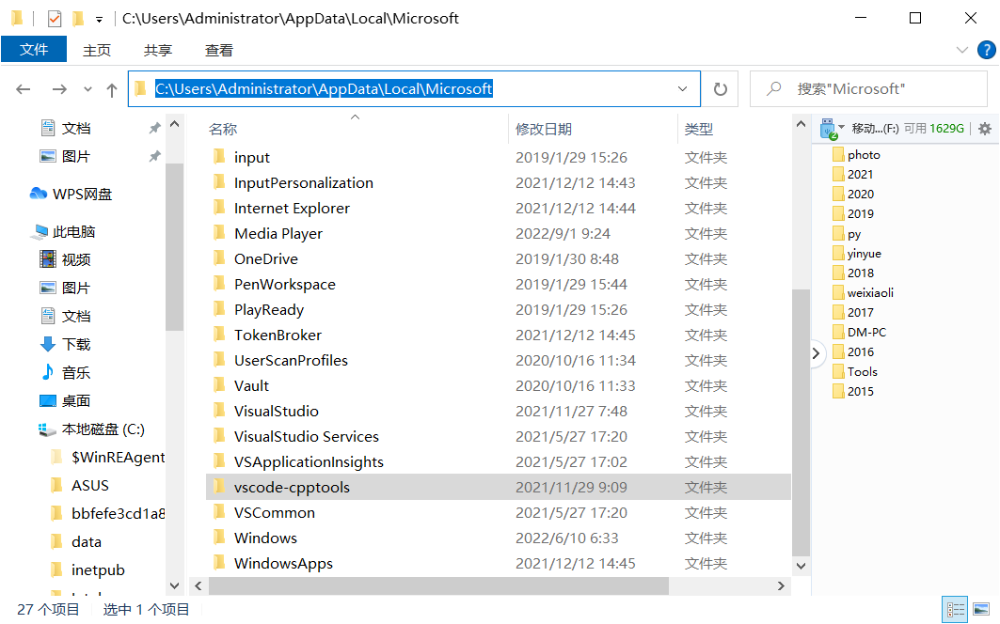 C:\Users\Administrator\AppData\Local\Microsoft
文件 主页 共享 查看
C:\Users\Administrator\AppData\Local\Microsoft
搜索"Microsoft"
文档
图片
WPS网盘
此电脑
视频
图片
文档
下载
音乐
桌面
本地磁盘 (C:)
$WinREAgent
ASUS
bbfefe3cd1a8
data
inetpub
名称 修改日期 类型
input 2019/1/29 15:26 文件夹
InputPersonalization 2021/12/12 14:43 文件夹
Internet Explorer 2021/12/12 14:44 文件夹
Media Player 2022/9/1 9:24 文件夹
OneDrive 2019/1/30 8:48 文件夹
PenWorkspace 2019/1/29 15:44 文件夹
PlayReady 2019/1/29 15:26 文件夹
TokenBroker 2021/12/12 14:45 文件夹
UserScanProfiles 2020/10/16 11:34 文件夹
Vault 2020/10/16 11:33 文件夹
VisualStudio 2021/11/27 7:48 文件夹
VisualStudio Services 2021/5/27 17:20 文件夹
VSApplicationInsights 2021/5/27 17:02 文件夹
vscode-cpptools 2021/11/29 9:09 文件夹
VSCommon 2021/5/27 17:20 文件夹
Windows 2022/6/10 6:33 文件夹
WindowsApps 2021/12/12 14:45 文件夹
2 移动...(F:) 可用 1629G
photo
2021
2020
2019
py
yinyue
2018
weixiaoli
2017
DM-PC
2016
Tools
2015
27 个项目 选中 1 个项目